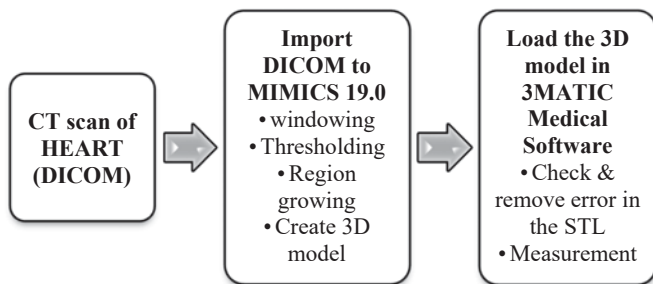 CT scan of
HEART
(DICOM)
Import
DICOM to
MIMICS 19.0
• windowing
• Thresholding
• Region
growing
• Create 3D
model
Load the 3D
model in
3MATIC
Medical
Software
• Check &
remove error in
the STL
• Measurement